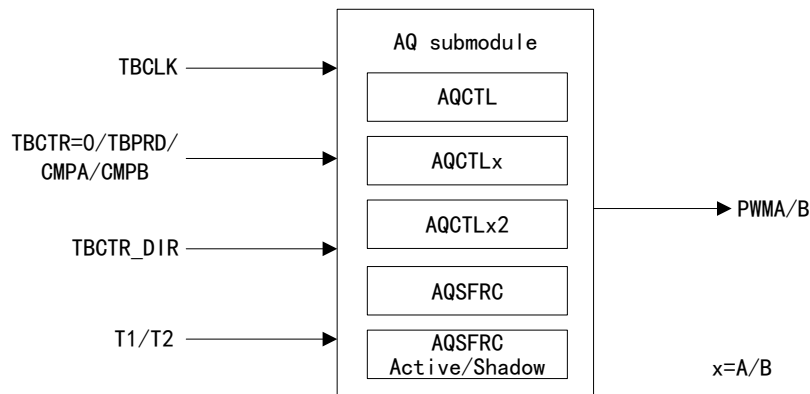 AQ submodule
TBCLK
AQCTL
TBCTR=0/TBPRD/
CMPA/CMPB
AQCTLx
AQCTLx2
PWMA/B
TBCTR_DIR
AQSFRC
T1/T2
AQSFRC
Active/Shadow
x=A/B